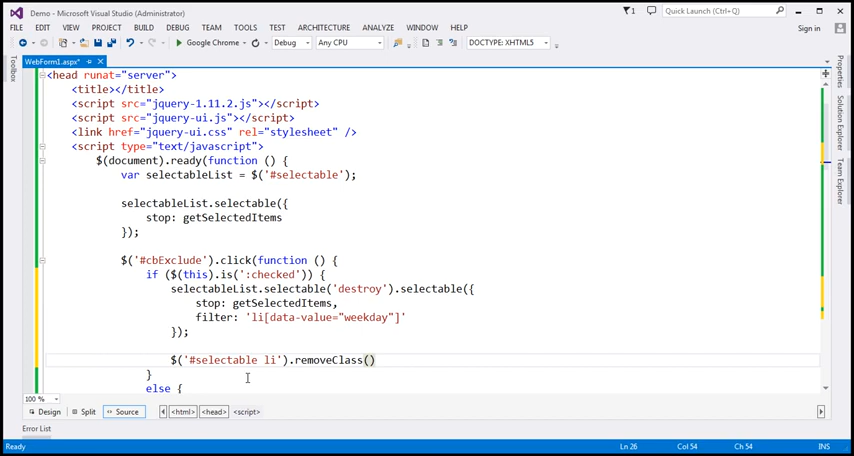 Demo - Microsoft Visual Studio (Administrator)
1
Quick Launch (Ctrl+Q)
FILE EDIT VIEW PROJECT BUILD DEBUG TEAM TOOLS TEST ARCHITECTURE ANALYZE WINDOW HELP
Sign in
Google Chrome Debug Any CPU DOCTYPE: XHTML5
WebForm1.aspx*
Toolbox
Properties
Solution Explorer
Team Explorer
<head runat="server">
<title></title>
<script src="jquery-1.11.2.js"></script>
<script src="jquery-ui.js"></script>
<link href="jquery-ui.css" rel="stylesheet" />
<script type="text/javascript">
$(document).ready(function () {
var selectableList = $('#selectable');
selectableList.selectable({
stop: getSelectedItems
});
$('#cbExclude').click(function () {
if ($(this).is(':checked')) {
selectableList.selectable('destroy').selectable({
stop: getSelectedItems,
filter: 'li[data-value="weekday"]'
});
$('#selectable li').removeClass()
}
else {
100 %
Design Split Source <html> <head> <script>
Error List
Ready Ln 26 Col 54 Ch 54 INS